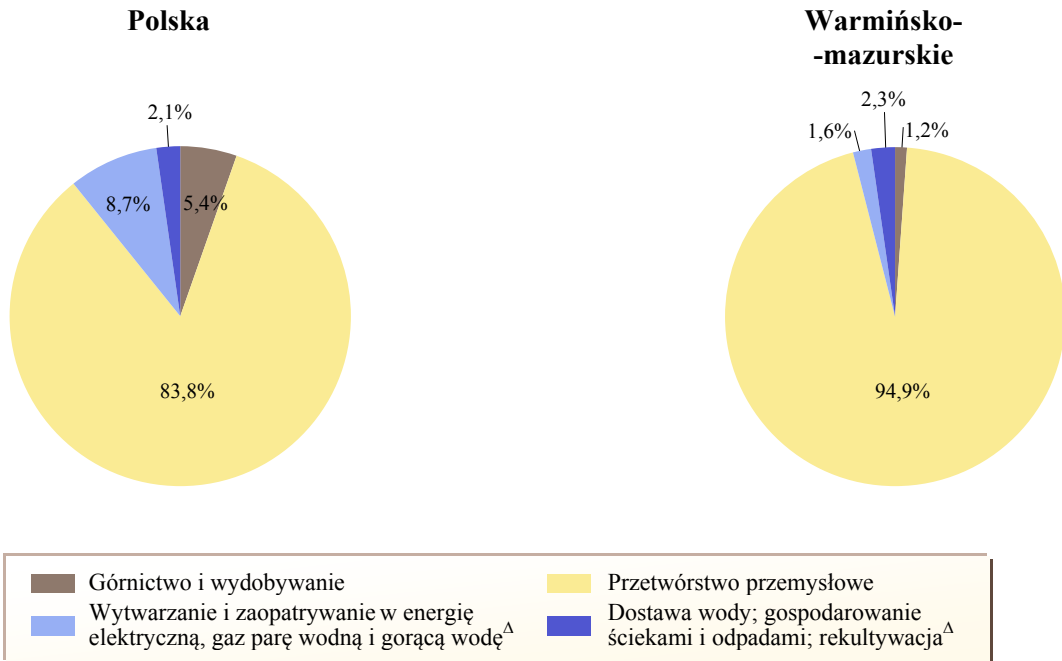 Polska
Warmińsko-
-mazurskie
2,1%
8,7%
5,4%
83,8%
2,3%
1,6%
1,2%
94,9%
Górnictwo i wydobywanie
Przetwórstwo przemysłowe
Wytwarzanie i zaopatrywanie w energię
elektryczną, gaz parę wodną i gorącą wodę^Δ
Dostawa wody; gospodarowanie
ściekami i odpadami; rekultywacja^Δ